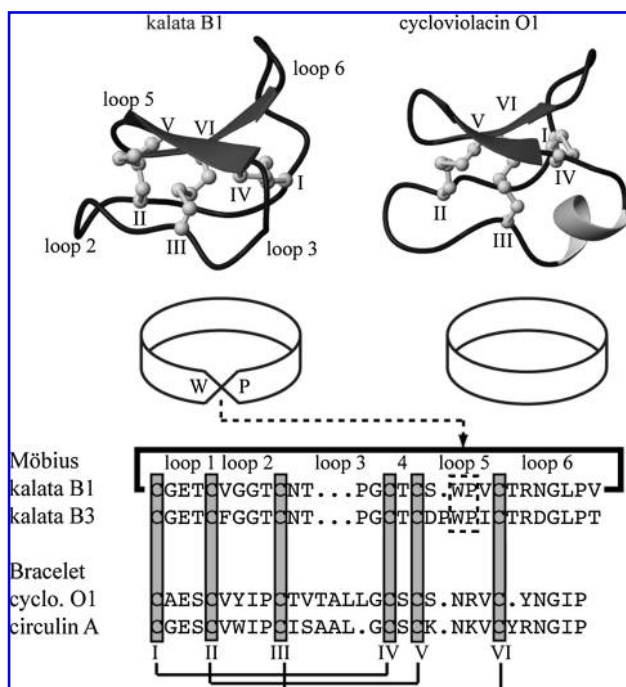 kalata B1 cycloviolacin O1
loop 6
loop 5
V VI V VI
I
IV I IV
II II
III III
loop 2 loop 3
W P
Möbius loop 1 loop 2 loop 3 4 loop 5 loop 6
kalata B1 CGETCVGGTCNT...PGCTCS.WPVCTRNGLPV
kalata B3 CGETCFGGTCNT...PGCTCDPWPICTRDGLPT
Bracelet
cyclo. O1 CAESCVYIPCTVTALLGCSCS.NRVC.YNGIP
circulin A CGESCVWIPCISAAL.GCSCK.NKVCYRNGIP
I II III IV V VI